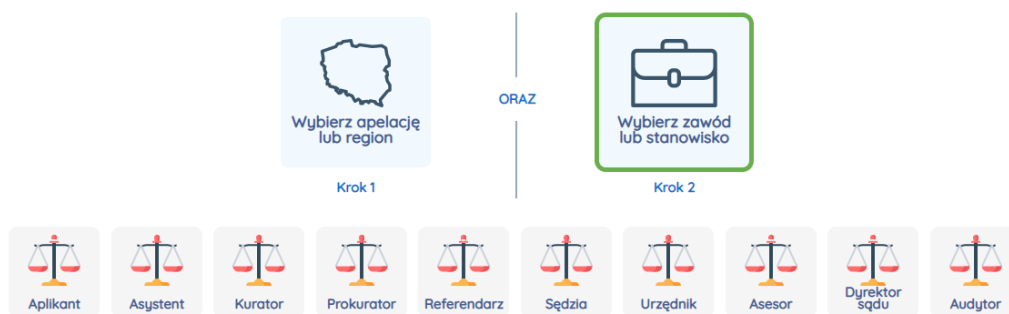 Wybierz apelację
lub region
Krok 1
ORAZ
Wybierz zawód
lub stanowisko
Krok 2
Aplikant
Asystent
Kurator
Prokurator
Referendarz
Sędzia
Urzędnik
Asesor
Dyrektor
sądu
Audytor